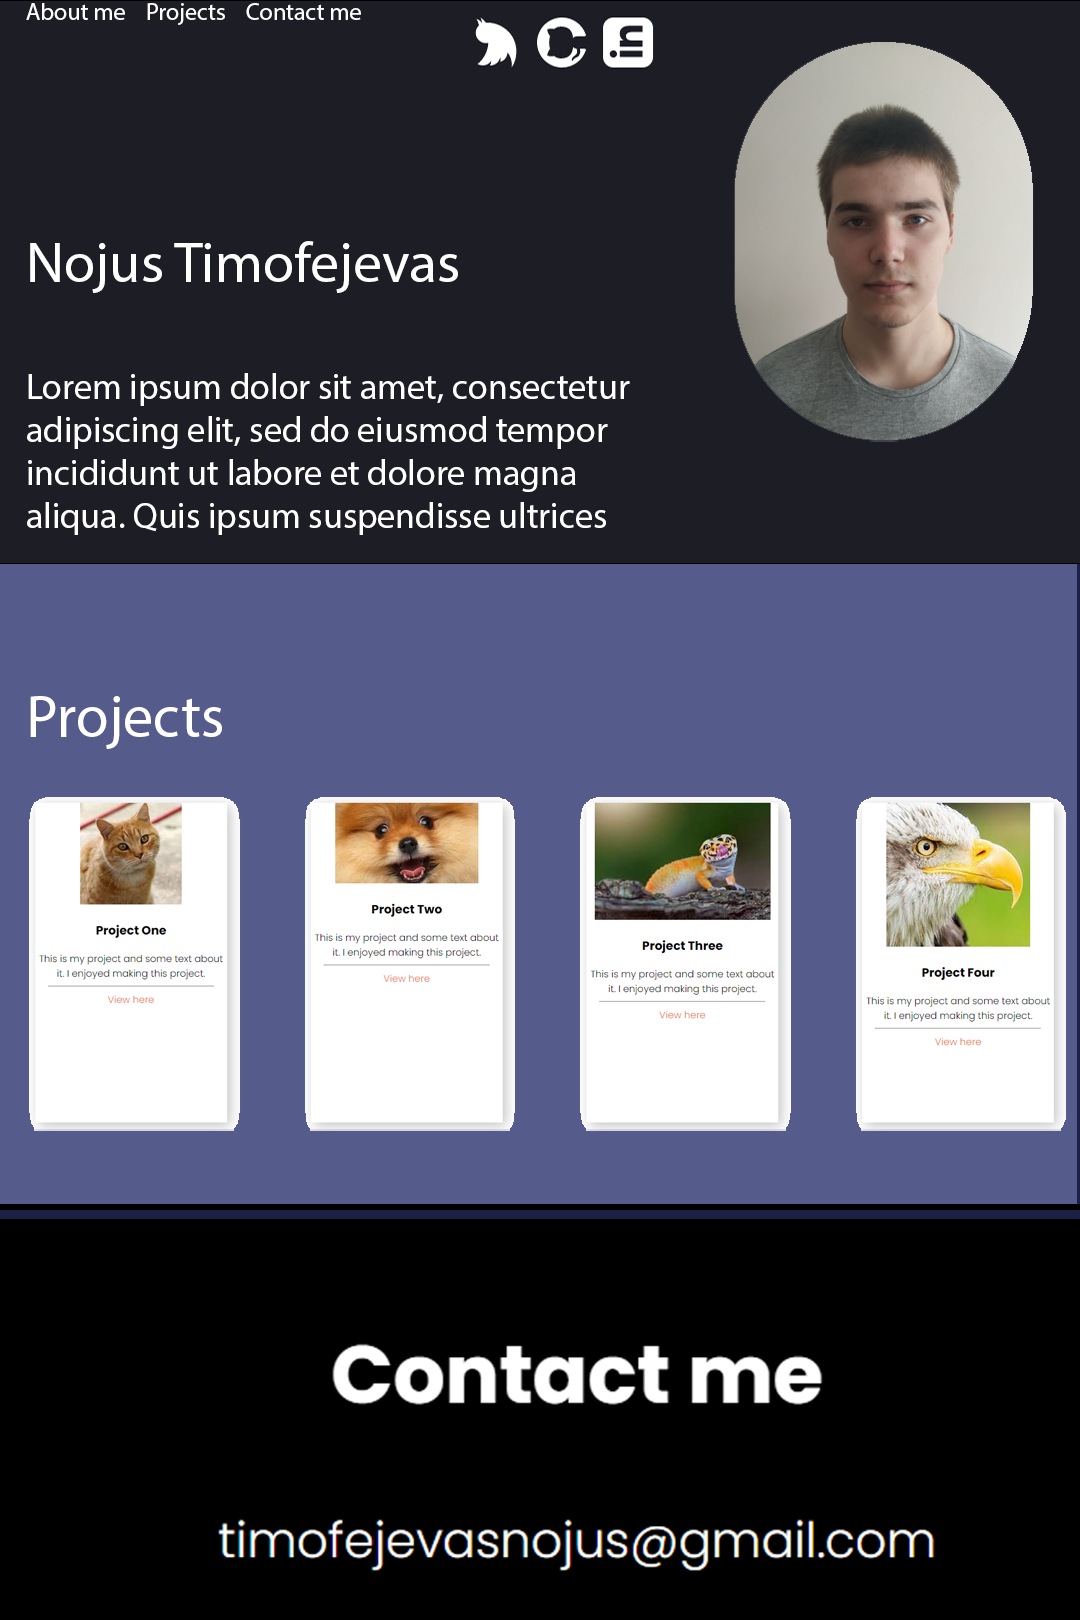 About me Projects Contact me
Nojus Timofejevas
Lorem ipsum dolor sit amet, consectetur
adipiscing elit, sed do eiusmod tempor
incididunt ut labore et dolore magna
aliqua. Quis ipsum suspendisse ultrices
Projects
Project One
This is my project and some text about
it. I enjoyed making this project.
View here
Project Two
This is my project and some text about
it. I enjoyed making this project.
View here
Project Three
This is my project and some text about
it. I enjoyed making this project.
View here
Project Four
This is my project and some text about
it. I enjoyed making this project.
View here
Contact me
timofejevasnojus@gmail.com